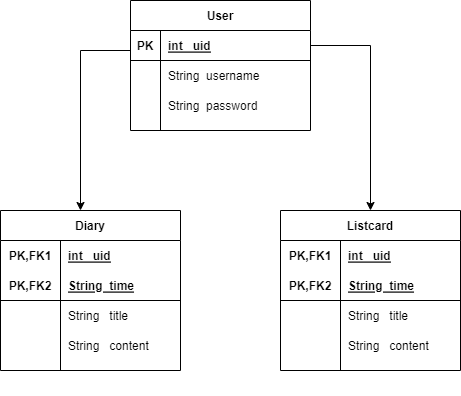 User
PK int uid
String username
String password
Diary
PK,FK1 int uid
PK,FK2 String time
String title
String content
Listcard
PK,FK1 int uid
PK,FK2 String time
String title
String content